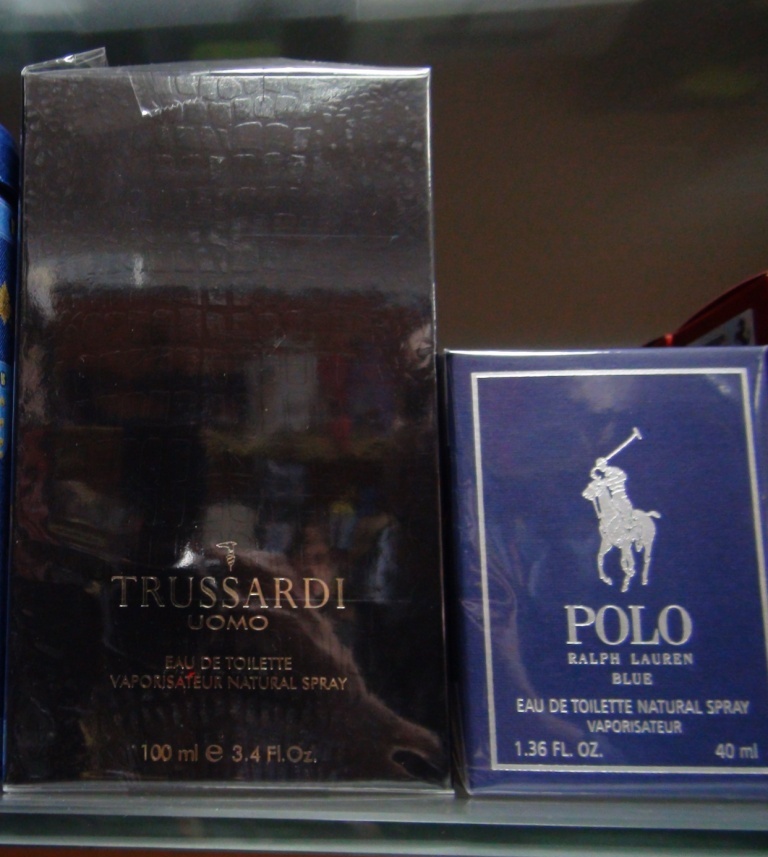 TRUSSARDI
UOMO
EAU DE TOILETTE
VAPORISATEUR NATURAL SPRAY
100 ml ℮ 3.4 Fl.Oz.
POLO
RALPH LAUREN
BLUE
EAU DE TOILETTE NATURAL SPRAY
VAPORISATEUR
1.36 FL. OZ. 40 ml